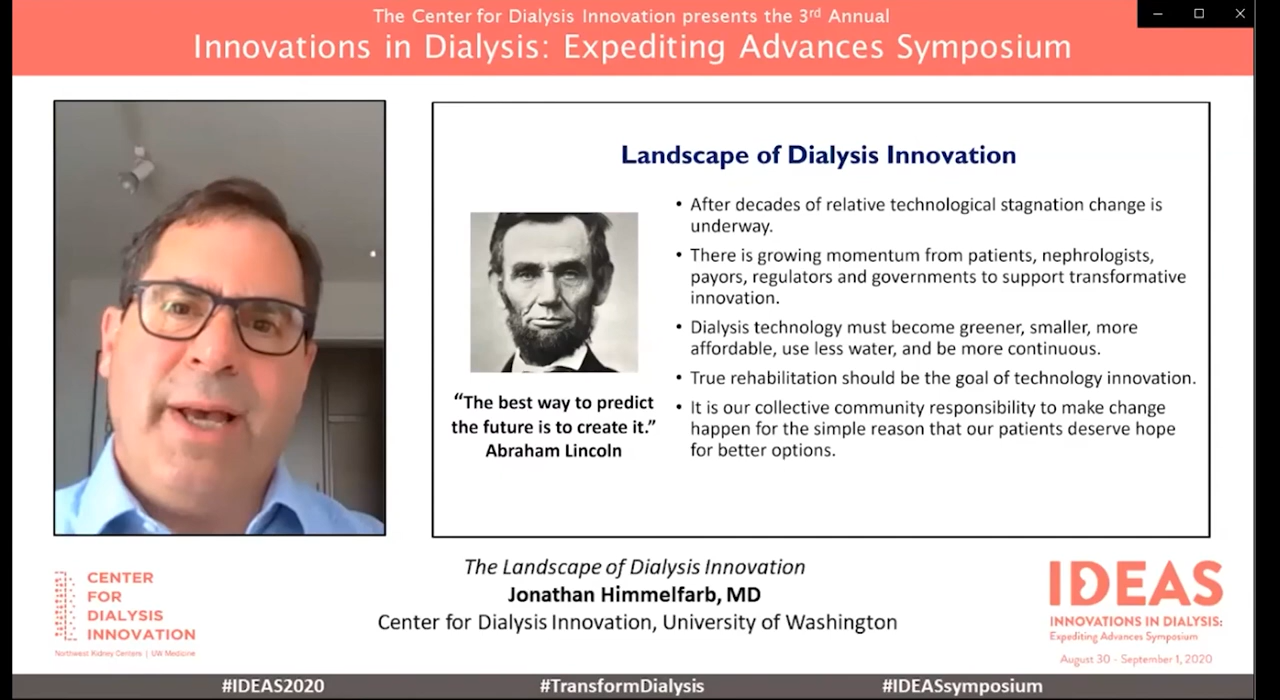 The Center for Dialysis Innovation presents the 3rd Annual
Innovations in Dialysis: Expediting Advances Symposium
Landscape of Dialysis Innovation
• After decades of relative technological stagnation change is
underway.
• There is growing momentum from patients, nephrologists,
payors, regulators and governments to support transformative
innovation.
• Dialysis technology must become greener, smaller, more
affordable, use less water, and be more continuous.
• True rehabilitation should be the goal of technology innovation.
• It is our collective community responsibility to make change
happen for the simple reason that our patients deserve hope
for better options.
“The best way to predict
the future is to create it.”
Abraham Lincoln
The Landscape of Dialysis Innovation
Jonathan Himmelfarb, MD
Center for Dialysis Innovation, University of Washington
CENTER
FOR
DIALYSIS
INNOVATION
Northwest Kidney Centers | UW Medicine
IDEAS
INNOVATIONS IN DIALYSIS:
Expediting Advances Symposium
August 30 - September 1, 2020
#IDEAS2020
#TransformDialysis
#IDEASsymposium